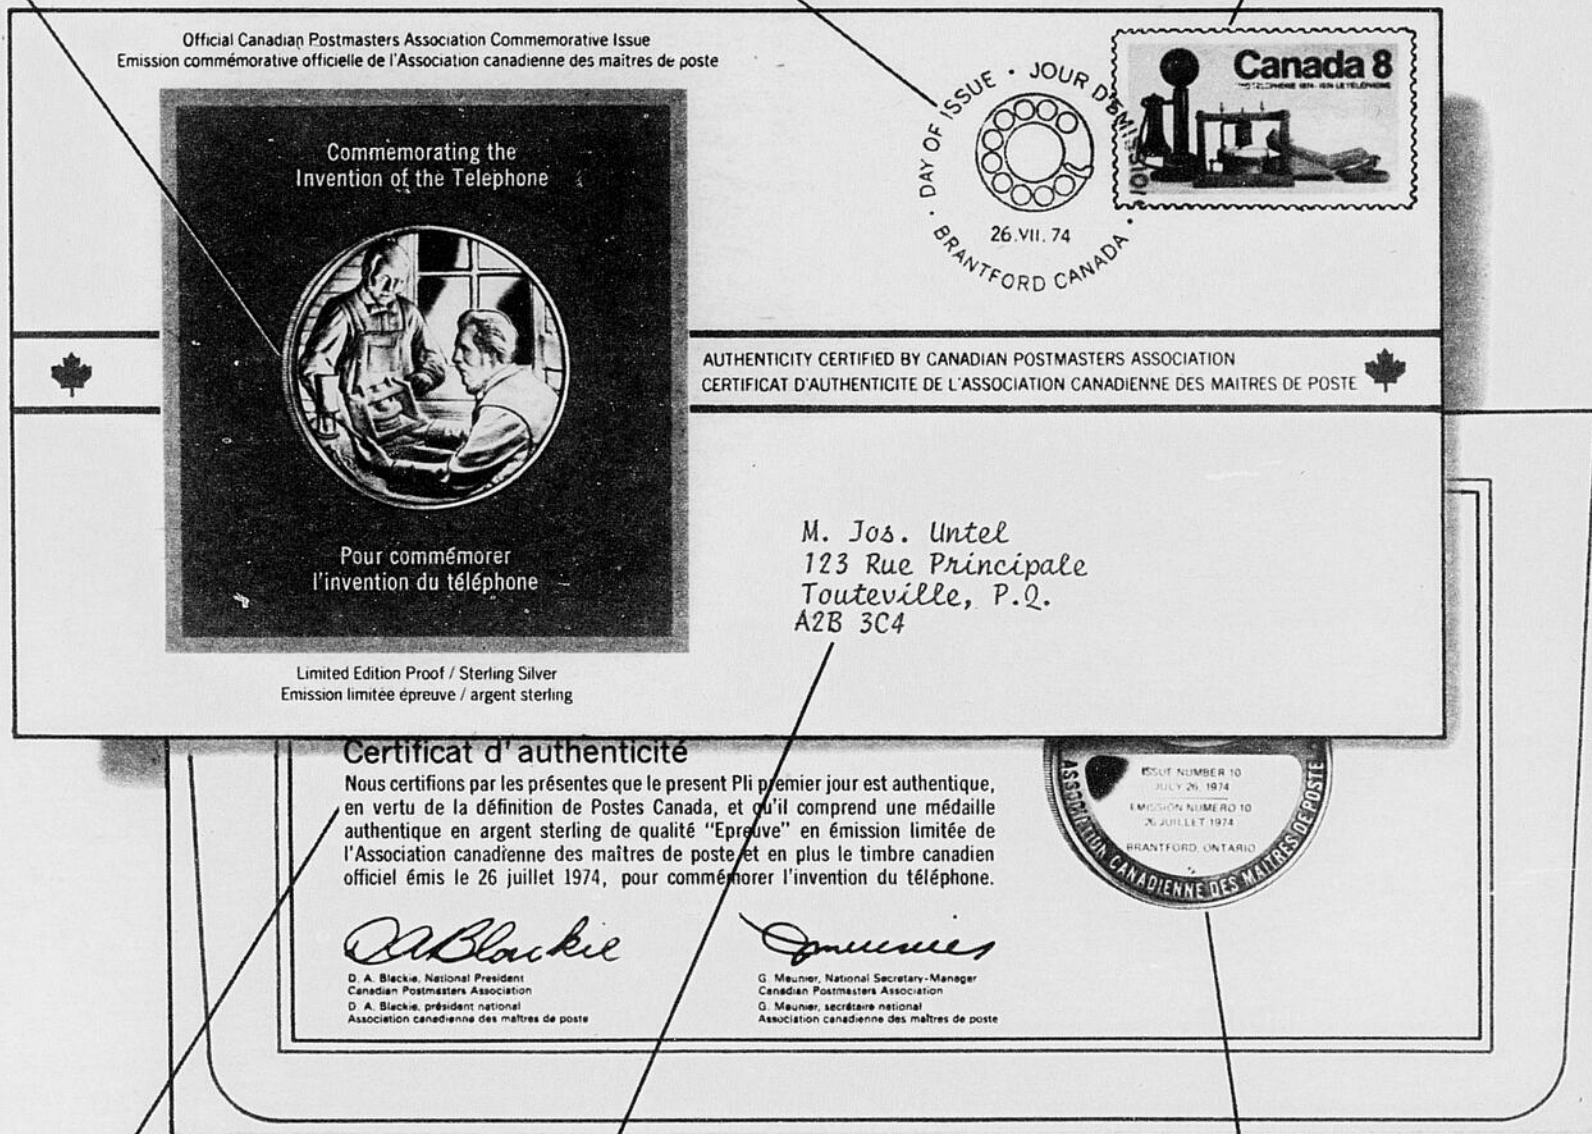 Official Canadian Postmasters Association Commemorative Issue
Emission commémorative officielle de l'Association canadienne des maîtres de poste
Commemorating the
Invention of the Telephone
Pour commémorer
l'invention du téléphone
Limited Edition Proof / Sterling Silver
Emission limitée épreuve / argent sterling
DAY OF ISSUE · JOUR D'ÉMISSION
26.VII.74
BRANTFORD CANADA
Canada 8
AUTHENTICITY CERTIFIED BY CANADIAN POSTMASTERS ASSOCIATION
CERTIFICAT D'AUTHENTICITE DE L'ASSOCIATION CANADIENNE DES MAITRES DE POSTE
M. Jos. Untel
123 Rue Principale
Touteville, P.Q.
A2B 3C4
Certificat d'authenticité
Nous certifions par les présentes que le present Pli premier jour est authentique,
en vertu de la définition de Postes Canada, et qu'il comprend une médaille
authentique en argent sterling de qualité "Epreuve" en émission limitée de
l'Association canadienne des maîtres de poste et en plus le timbre canadien
officiel émis le 26 juillet 1974, pour commémorer l'invention du téléphone.
D A Blackie
D. A. Blackie, National President
Canadian Postmasters Association
D. A. Blackie, président national
Association canadienne des maîtres de poste
G. Meunier, National Secretary-Manager
Canadian Postmasters Association
G. Meunier, secrétaire national
Association canadienne des maîtres de poste
ISSUE NUMBER 10
JULY 26, 1974
EMISSION NUMERO 10
26 JUILLET 1974
BRANTFORD, ONTARIO
ASSOCIATION CANADIENNE DES MAITRES DE POSTE